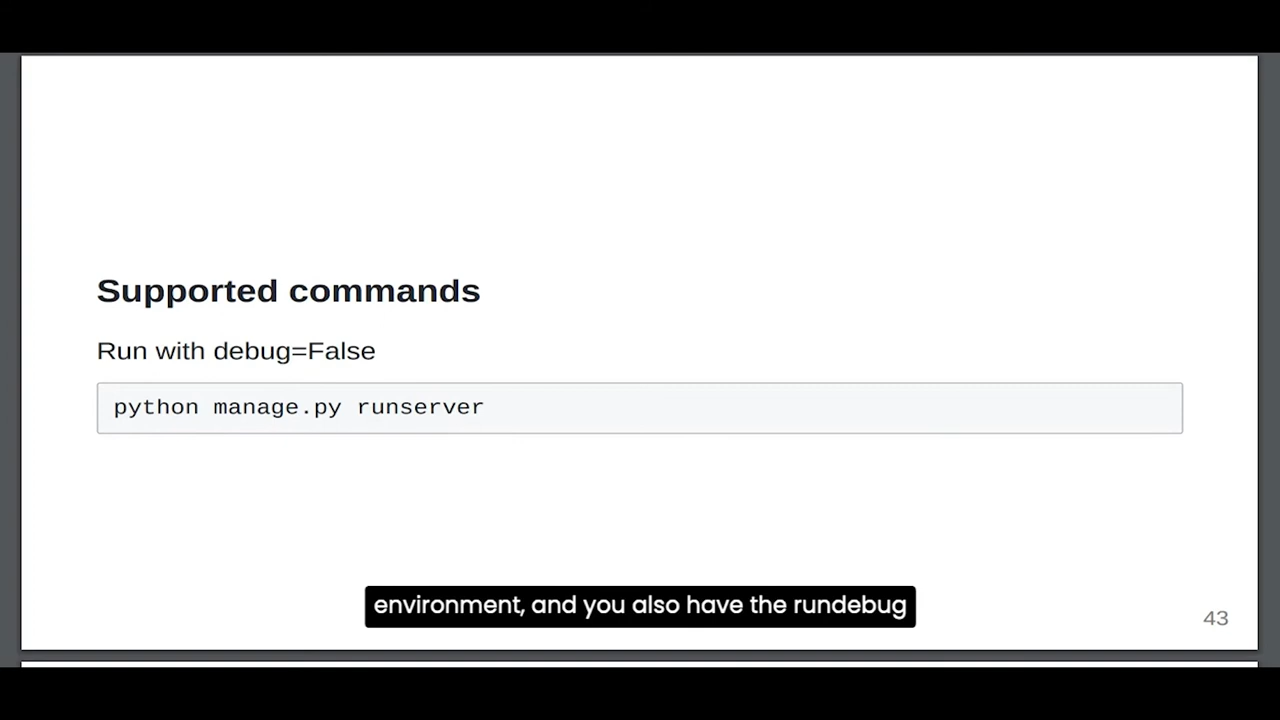 Supported commands
Run with debug=False
python manage.py runserver
environment, and you also have the rundebug
43